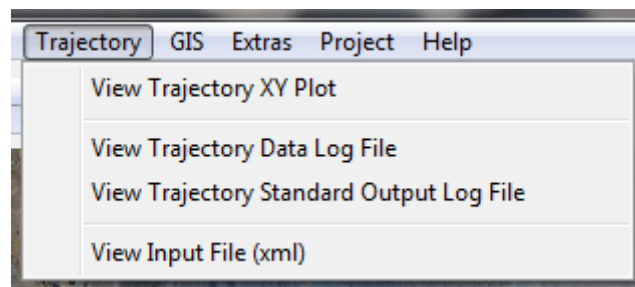 Trajectory GIS Extras Project Help
View Trajectory XY Plot
View Trajectory Data Log File
View Trajectory Standard Output Log File
View Input File (xml)